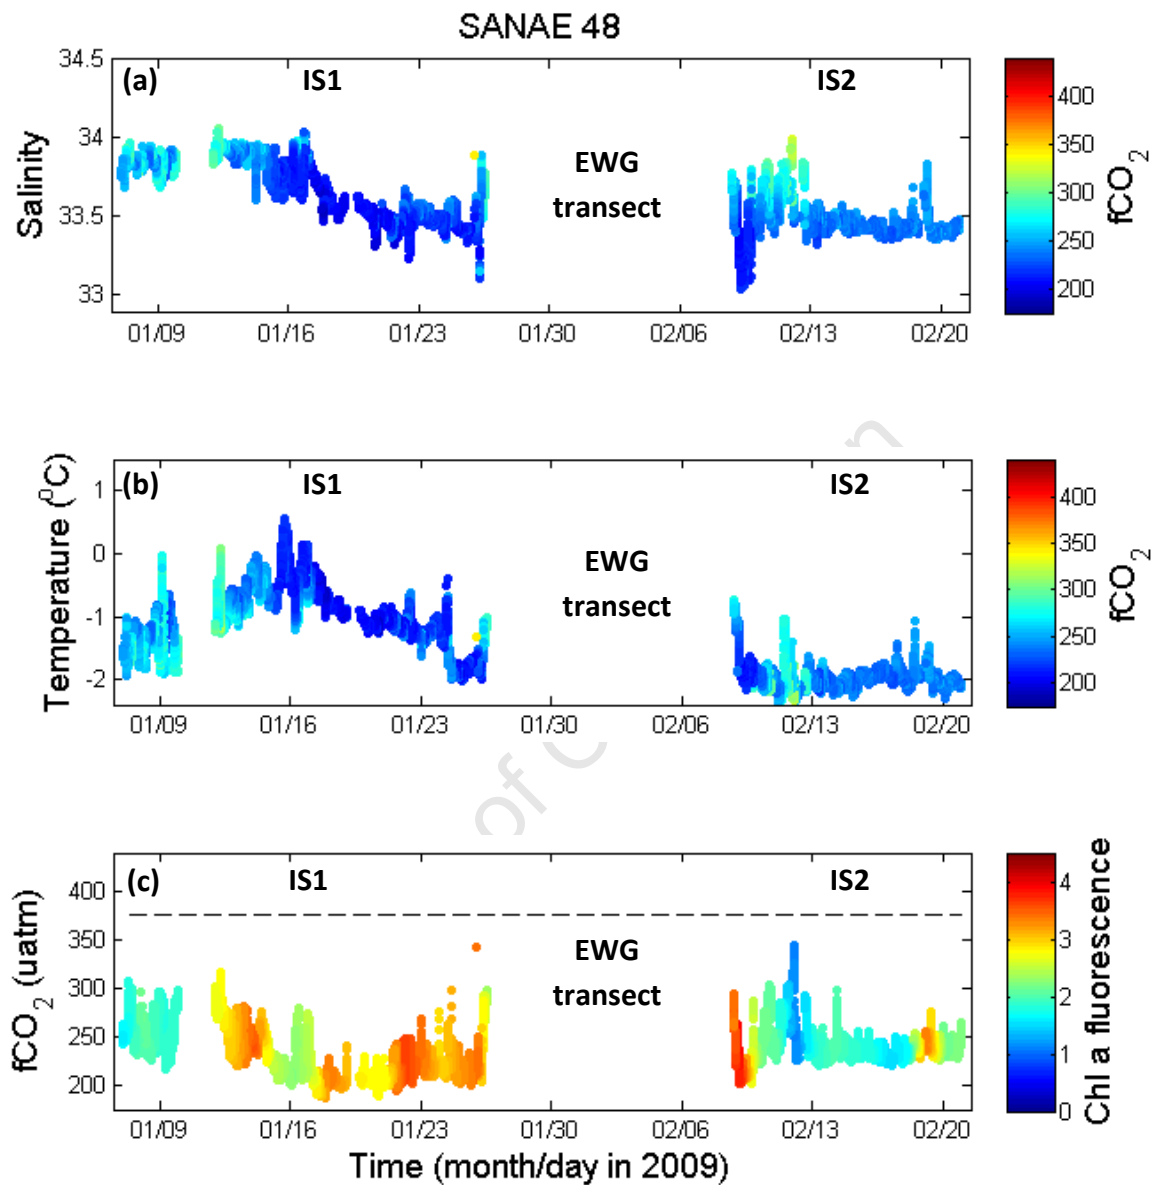 SANAE 48
(a)
IS1
IS2
EWG
transect
Salinity
34.5
34
33.5
33
01/09
01/16
01/23
01/30
02/06
02/13
02/20
400
350
300
250
200
fCO2
(b)
IS1
IS2
EWG
transect
Temperature (⁰C)
1
0
-1
-2
01/09
01/16
01/23
01/30
02/06
02/13
02/20
400
350
300
250
200
fCO2
of C
n
(c)
IS1
IS2
EWG
transect
fCO2 (uatm)
400
350
300
250
200
01/09
01/16
01/23
01/30
02/06
02/13
02/20
Time (month/day in 2009)
4
3
2
1
0
Chl a fluorescence